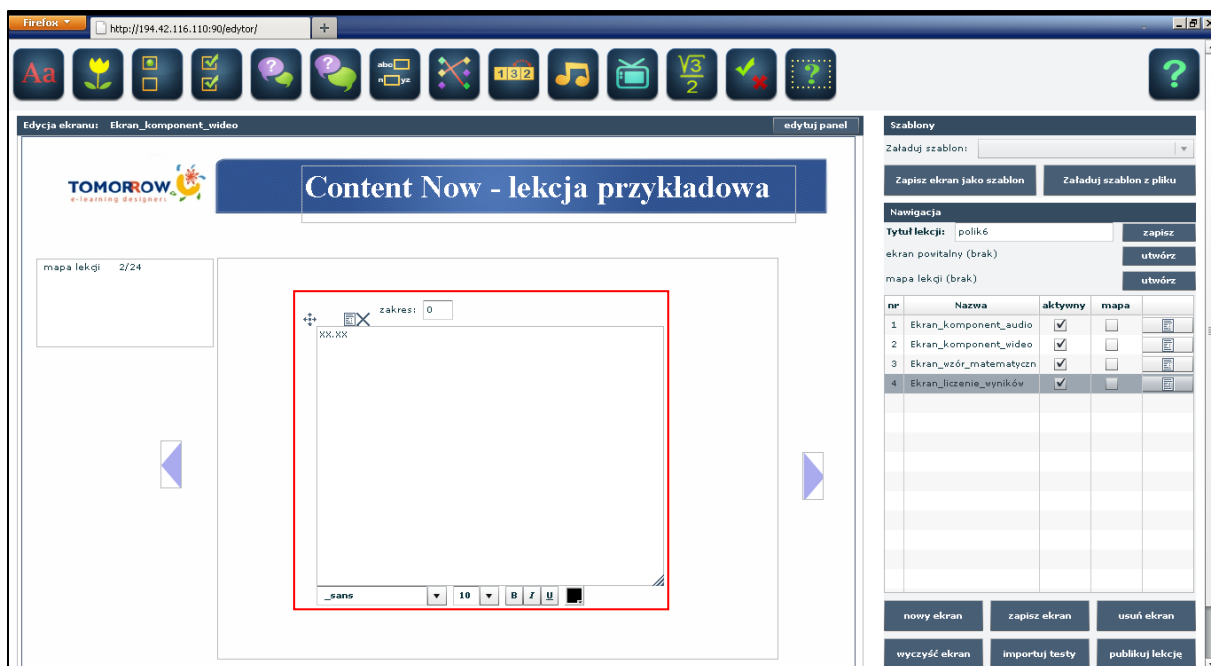 Firefox
http://194.42.116.110:90/edytor/
+
Aa
abc
n yz
1 3 2
√3
2
?
?
Edycja ekranu: Ekran_komponent_wideo
edytuj panel
TOMORROW
e-learning designers
Content Now - lekcja przykładowa
mapa lekcji 2/24
zakres: 0
xx.xx
_sans 10 B I U
Szablony
Załaduj szablon:
Zapisz ekran jako szablon Załaduj szablon z pliku
Nawigacja
Tytuł lekcji: polik6 zapisz
ekran powitalny (brak) utwórz
mapa lekcji (brak) utwórz
nr Nazwa aktywny mapa
1 Ekran_komponent_audio
2 Ekran_komponent_wideo
3 Ekran_wzór_matematyczn
4 Ekran_liczenie_wyników
nowy ekran zapisz ekran usuń ekran
wyczyść ekran importuj testy publikuj lekcję